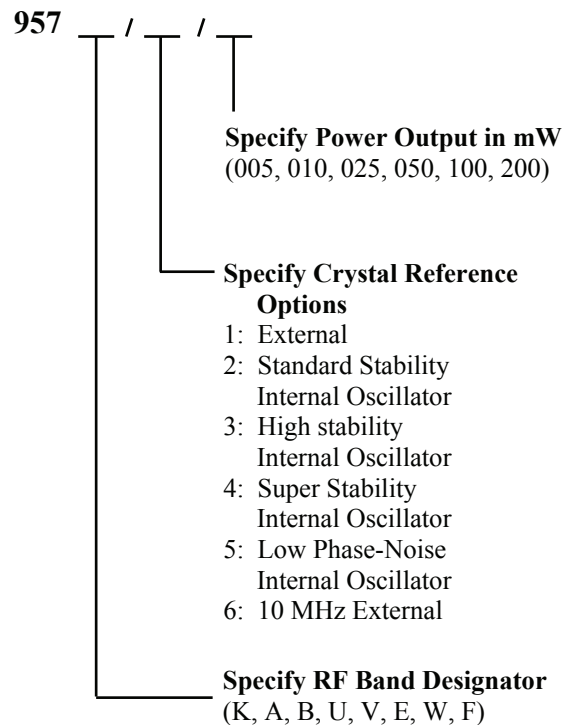 957 __ / __ / __
Specify Power Output in mW
(005, 010, 025, 050, 100, 200)
Specify Crystal Reference
Options
1: External
2: Standard Stability
Internal Oscillator
3: High stability
Internal Oscillator
4: Super Stability
Internal Oscillator
5: Low Phase-Noise
Internal Oscillator
6: 10 MHz External
Specify RF Band Designator
(K, A, B, U, V, E, W, F)